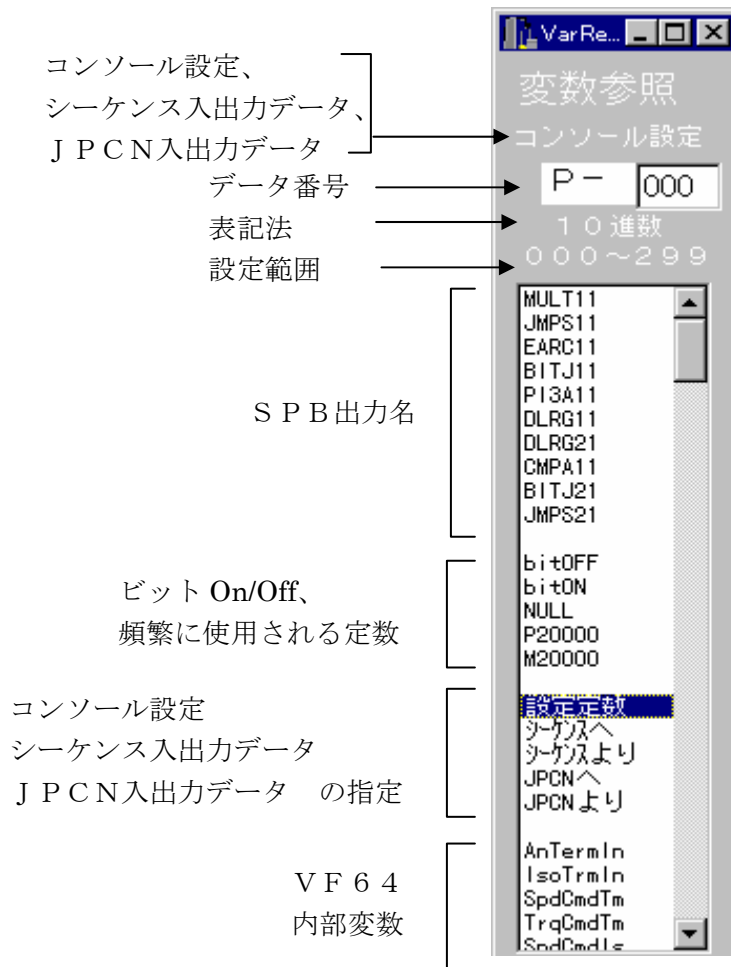 コンソール設定、
シーケンス入出力データ、
ＪＰＣＮ入出力データ
データ番号
表記法
設定範囲
ＳＰＢ出力名
ビット On/Off、
頻繁に使用される定数
コンソール設定
シーケンス入出力データ
ＪＰＣＮ入出力データ　の指定
ＶＦ６４
内部変数
VarRe...
変数参照
コンソール設定
Ｐ－ 000
１０進数
０００～２９９
MULT11
JMPS11
EARC11
BITJ11
PI3A11
DLRG11
DLRG21
CMPA11
BITJ21
JMPS21
bitOFF
bitON
NULL
P20000
M20000
設定定数
ｼｰｹﾝｽへ
ｼｰｹﾝｽより
JPCNへ
JPCNより
AnTermIn
IsoTrmIn
SpdCmdTm
TrqCmdTm
SpdCmdIs